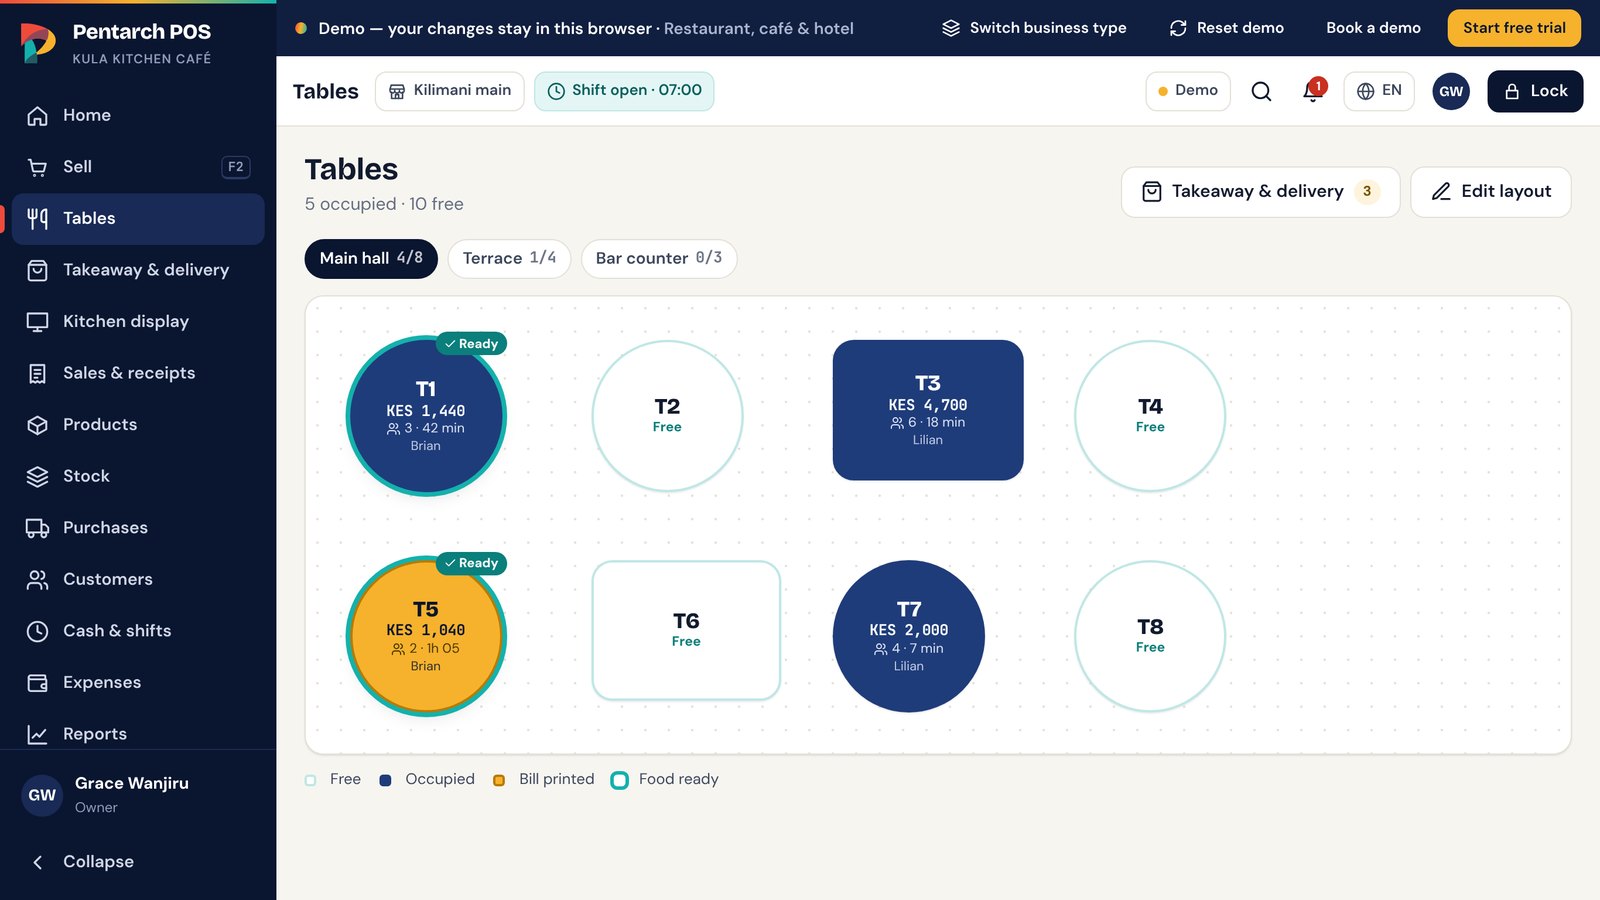 Pentarch POS
KULA KITCHEN CAFÉ
Home
Sell F2
Tables
Takeaway & delivery
Kitchen display
Sales & receipts
Products
Stock
Purchases
Customers
Cash & shifts
Expenses
Reports
GW Grace Wanjiru
Owner
Collapse
Demo — your changes stay in this browser · Restaurant, café & hotel
Switch business type
Reset demo
Book a demo
Start free trial
Tables
Kilimani main
Shift open · 07:00
Demo
1
EN
GW
Lock
Tables
5 occupied · 10 free
Takeaway & delivery 3
Edit layout
Main hall 4/8
Terrace 1/4
Bar counter 0/3
Ready
T1
KES 1,440
3 · 42 min
Brian
T2
Free
T3
KES 4,700
6 · 18 min
Lilian
T4
Free
Ready
T5
KES 1,040
2 · 1h 05
Brian
T6
Free
T7
KES 2,000
4 · 7 min
Lilian
T8
Free
Free
Occupied
Bill printed
Food ready